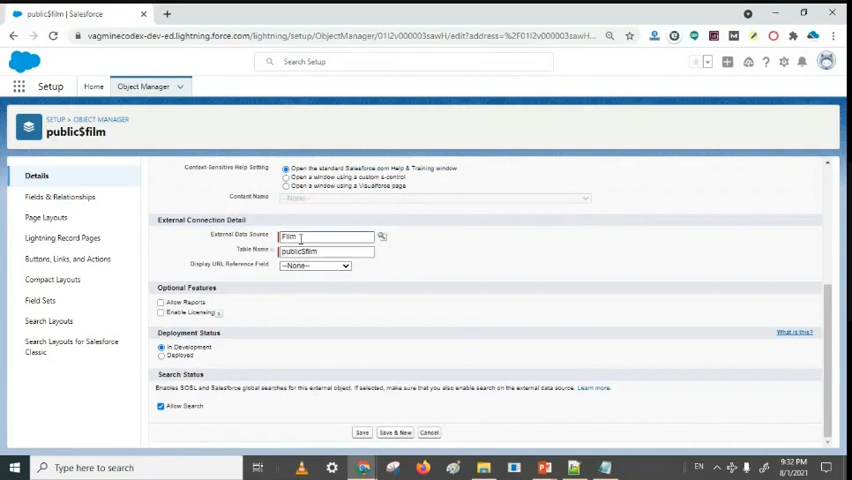 public$film | Salesforce
vagminecodex-dev-ed.lightning.force.com/lightning/setup/ObjectManager/01I2v000003sawH/edit?address=%2F01I2v000003sawH%...
Search Setup
Setup
Home
Object Manager
SETUP > OBJECT MANAGER
public$film
Details
Fields & Relationships
Page Layouts
Lightning Record Pages
Buttons, Links, and Actions
Compact Layouts
Field Sets
Search Layouts
Search Layouts for Salesforce
Classic
Context-Sensitive Help Setting
Open the standard Salesforce.com Help & Training window
Open a window using a custom s-control
Open a window using a Visualforce page
Content Name
--None--
External Connection Detail
External Data Source
Film
Table Name
public$film
Display URL Reference Field
--None--
Optional Features
Allow Reports
Enable Licensing
Deployment Status
What is this?
In Development
Deployed
Search Status
Enables SOSL and Salesforce global searches for this external object. If selected, make sure that you also enable search on the external data source. Learn more.
Allow Search
Save
Save & New
Cancel
Type here to search
EN
9:32 PM
8/1/2021